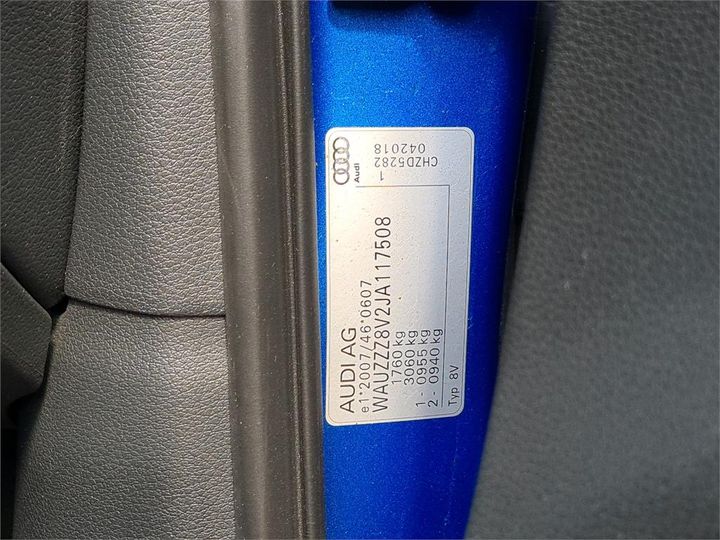 AUDI AG
e1*2007/46*0607
WAUZZZ8V2JA117508
1760 kg
3060 kg
1 - 0955 kg
2 - 0940 kg
Typ 8V
Audi
1
CHZD5282
042018